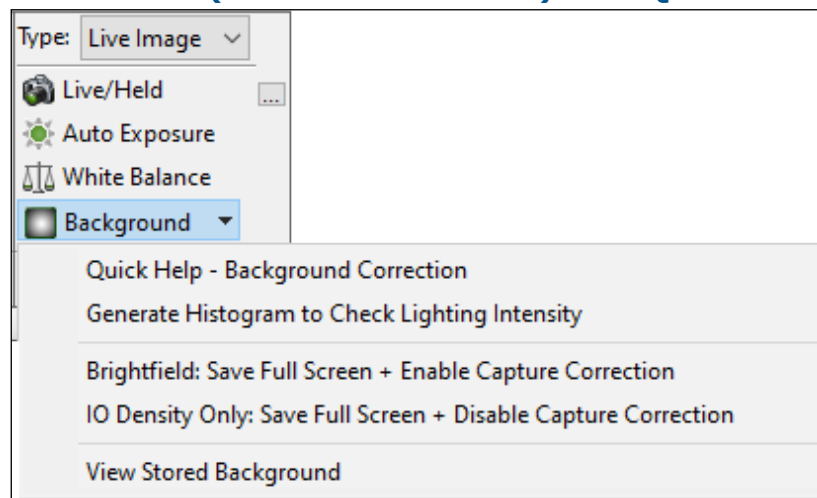 Type: Live Image
Live/Held ...
Auto Exposure
White Balance
Background
Quick Help - Background Correction
Generate Histogram to Check Lighting Intensity
Brightfield: Save Full Screen + Enable Capture Correction
IO Density Only: Save Full Screen + Disable Capture Correction
View Stored Background